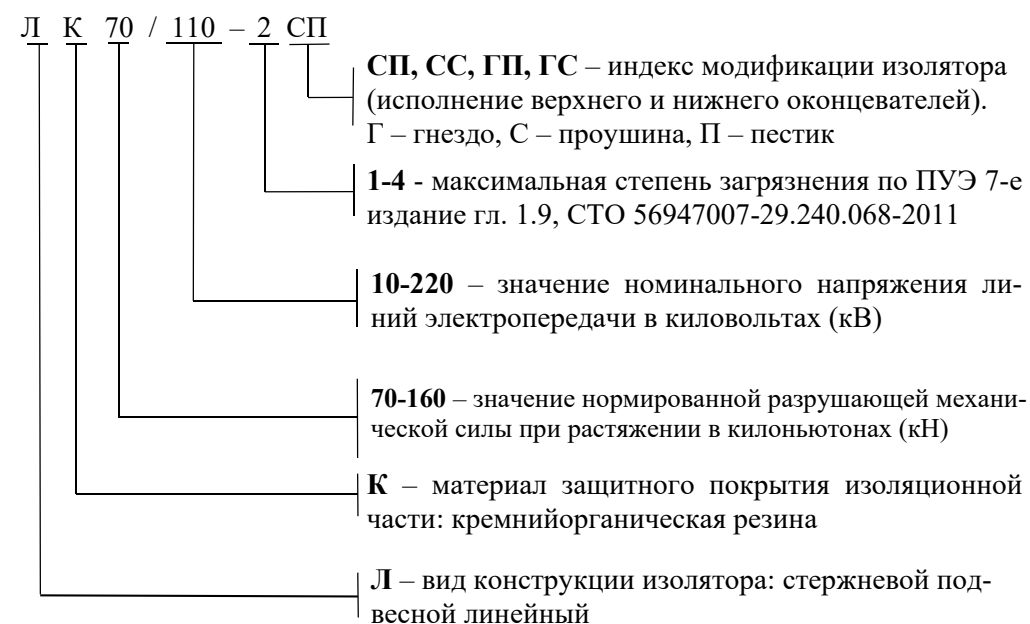 Л К 70 / 110 – 2 СП
СП, СС, ГП, ГС – индекс модификации изолятора
(исполнение верхнего и нижнего оконцевателей).
Г – гнездо, С – проушина, П – пестик
1-4 - максимальная степень загрязнения по ПУЭ 7-е
издание гл. 1.9, СТО 56947007-29.240.068-2011
10-220 – значение номинального напряжения ли-
ний электропередачи в киловольтах (кВ)
70-160 – значение нормированной разрушающей механи-
ческой силы при растяжении в килоньютонах (кН)
К – материал защитного покрытия изоляционной
части: кремнийорганическая резина
Л – вид конструкции изолятора: стержневой под-
весной линейный